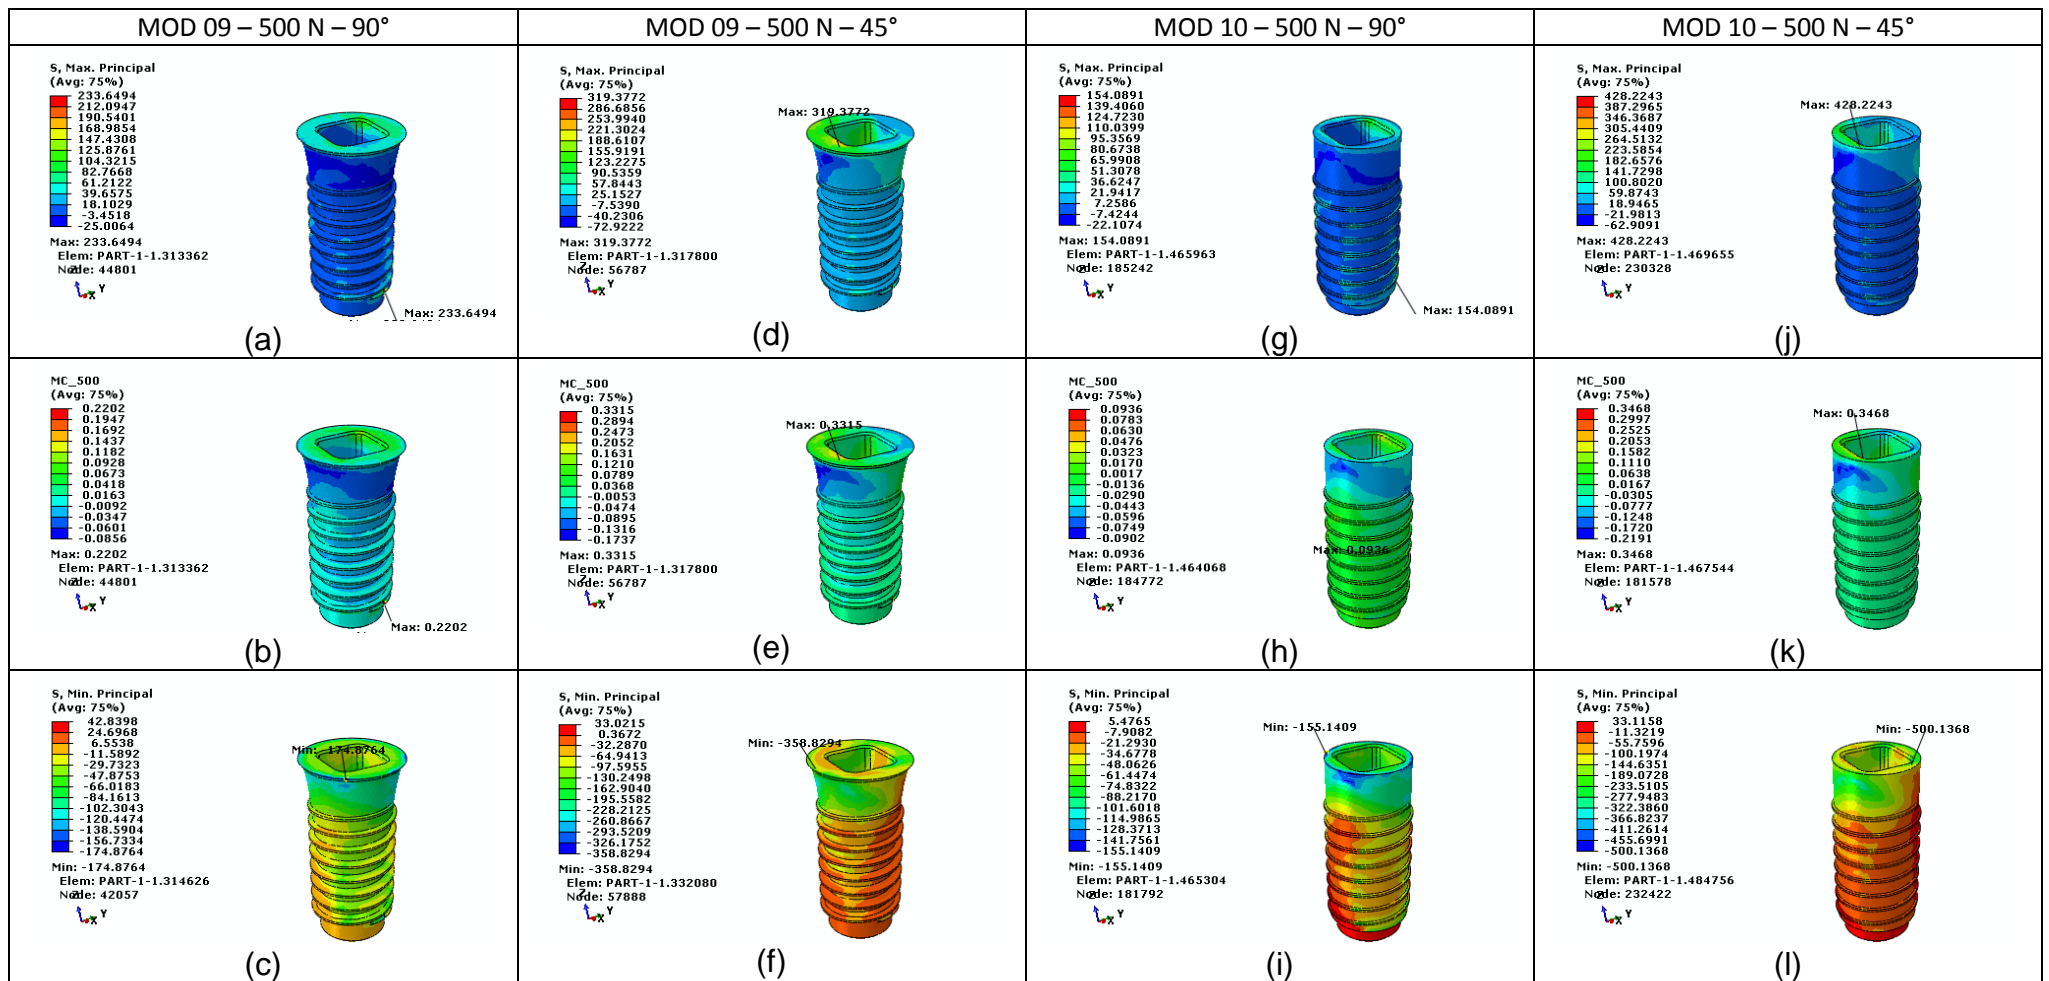 MOD 09 – 500 N – 90°
MOD 09 – 500 N – 45°
MOD 10 – 500 N – 90°
MOD 10 – 500 N – 45°
S, Max. Principal
(Avg: 75%)
233.6494
212.0947
190.5401
168.9854
147.4308
125.8761
104.3215
82.7668
61.2122
39.6575
18.1029
-3.4518
-25.0064
Max: 233.6494
Elem: PART-1-1.313362
Node: 44801
Z
Y
X
Max: 233.6494
(a)
S, Max. Principal
(Avg: 75%)
319.3772
286.6856
253.9940
221.3024
188.6107
155.9191
123.2275
90.5359
57.8443
25.1527
-7.5390
-40.2306
-72.9222
Max: 319.3772
Elem: PART-1-1.317800
Node: 56787
Z
Y
X
Max: 319.3772
(d)
S, Max. Principal
(Avg: 75%)
154.0891
139.4060
124.7230
110.0399
95.3569
80.6738
65.9908
51.3078
36.6247
21.9417
7.2586
-7.4244
-22.1074
Max: 154.0891
Elem: PART-1-1.465963
Node: 185242
Z
Y
X
Max: 154.0891
(g)
S, Max. Principal
(Avg: 75%)
428.2243
387.2965
346.3687
305.4409
264.5132
223.5854
182.6576
141.7298
100.8020
59.8743
18.9465
-21.9813
-62.9091
Max: 428.2243
Elem: PART-1-1.469655
Node: 230328
Z
Y
X
Max: 428.2243
(j)
MC_500
(Avg: 75%)
0.2202
0.1947
0.1692
0.1437
0.1182
0.0928
0.0673
0.0418
0.0163
-0.0092
-0.0347
-0.0601
-0.0856
Max: 0.2202
Elem: PART-1-1.313362
Node: 44801
Z
Y
X
Max: 0.2202
(b)
MC_500
(Avg: 75%)
0.3315
0.2894
0.2473
0.2052
0.1631
0.1210
0.0789
0.0368
-0.0053
-0.0474
-0.0895
-0.1316
-0.1737
Max: 0.3315
Elem: PART-1-1.317800
Node: 56787
Z
Y
X
Max: 0.3315
(e)
MC_500
(Avg: 75%)
0.0936
0.0783
0.0630
0.0476
0.0323
0.0170
0.0017
-0.0136
-0.0290
-0.0443
-0.0596
-0.0749
-0.0902
Max: 0.0936
Elem: PART-1-1.464068
Node: 184772
Z
Y
X
Max: 0.0936
(h)
MC_500
(Avg: 75%)
0.3468
0.2997
0.2525
0.2053
0.1582
0.1110
0.0638
0.0167
-0.0305
-0.0777
-0.1248
-0.1720
-0.2191
Max: 0.3468
Elem: PART-1-1.467544
Node: 181578
Z
Y
X
Max: 0.3468
(k)
S, Min. Principal
(Avg: 75%)
42.8398
24.6968
6.5538
-11.5892
-29.7323
-47.8753
-66.0183
-84.1613
-102.3043
-120.4474
-138.5904
-156.7334
-174.8764
Min: -174.8764
Elem: PART-1-1.314626
Node: 42057
Z
Y
X
Min: -174.8764
(c)
S, Min. Principal
(Avg: 75%)
33.0215
0.3672
-32.2870
-64.9413
-97.5955
-130.2498
-162.9040
-195.5582
-228.2125
-260.8667
-293.5209
-326.1752
-358.8294
Min: -358.8294
Elem: PART-1-1.332080
Node: 57888
Z
Y
X
Min: -358.8294
(f)
S, Min. Principal
(Avg: 75%)
5.4765
-7.9082
-21.2930
-34.6778
-48.0626
-61.4474
-74.8322
-88.2170
-101.6018
-114.9865
-128.3713
-141.7561
-155.1409
Min: -155.1409
Elem: PART-1-1.465304
Node: 181792
Z
Y
X
Min: -155.1409
(i)
S, Min. Principal
(Avg: 75%)
33.1158
-11.3219
-55.7596
-100.1974
-144.6351
-189.0728
-233.5105
-277.9483
-322.3860
-366.8237
-411.2614
-455.6991
-500.1368
Min: -500.1368
Elem: PART-1-1.484756
Node: 232422
Z
Y
X
Min: -500.1368
(l)